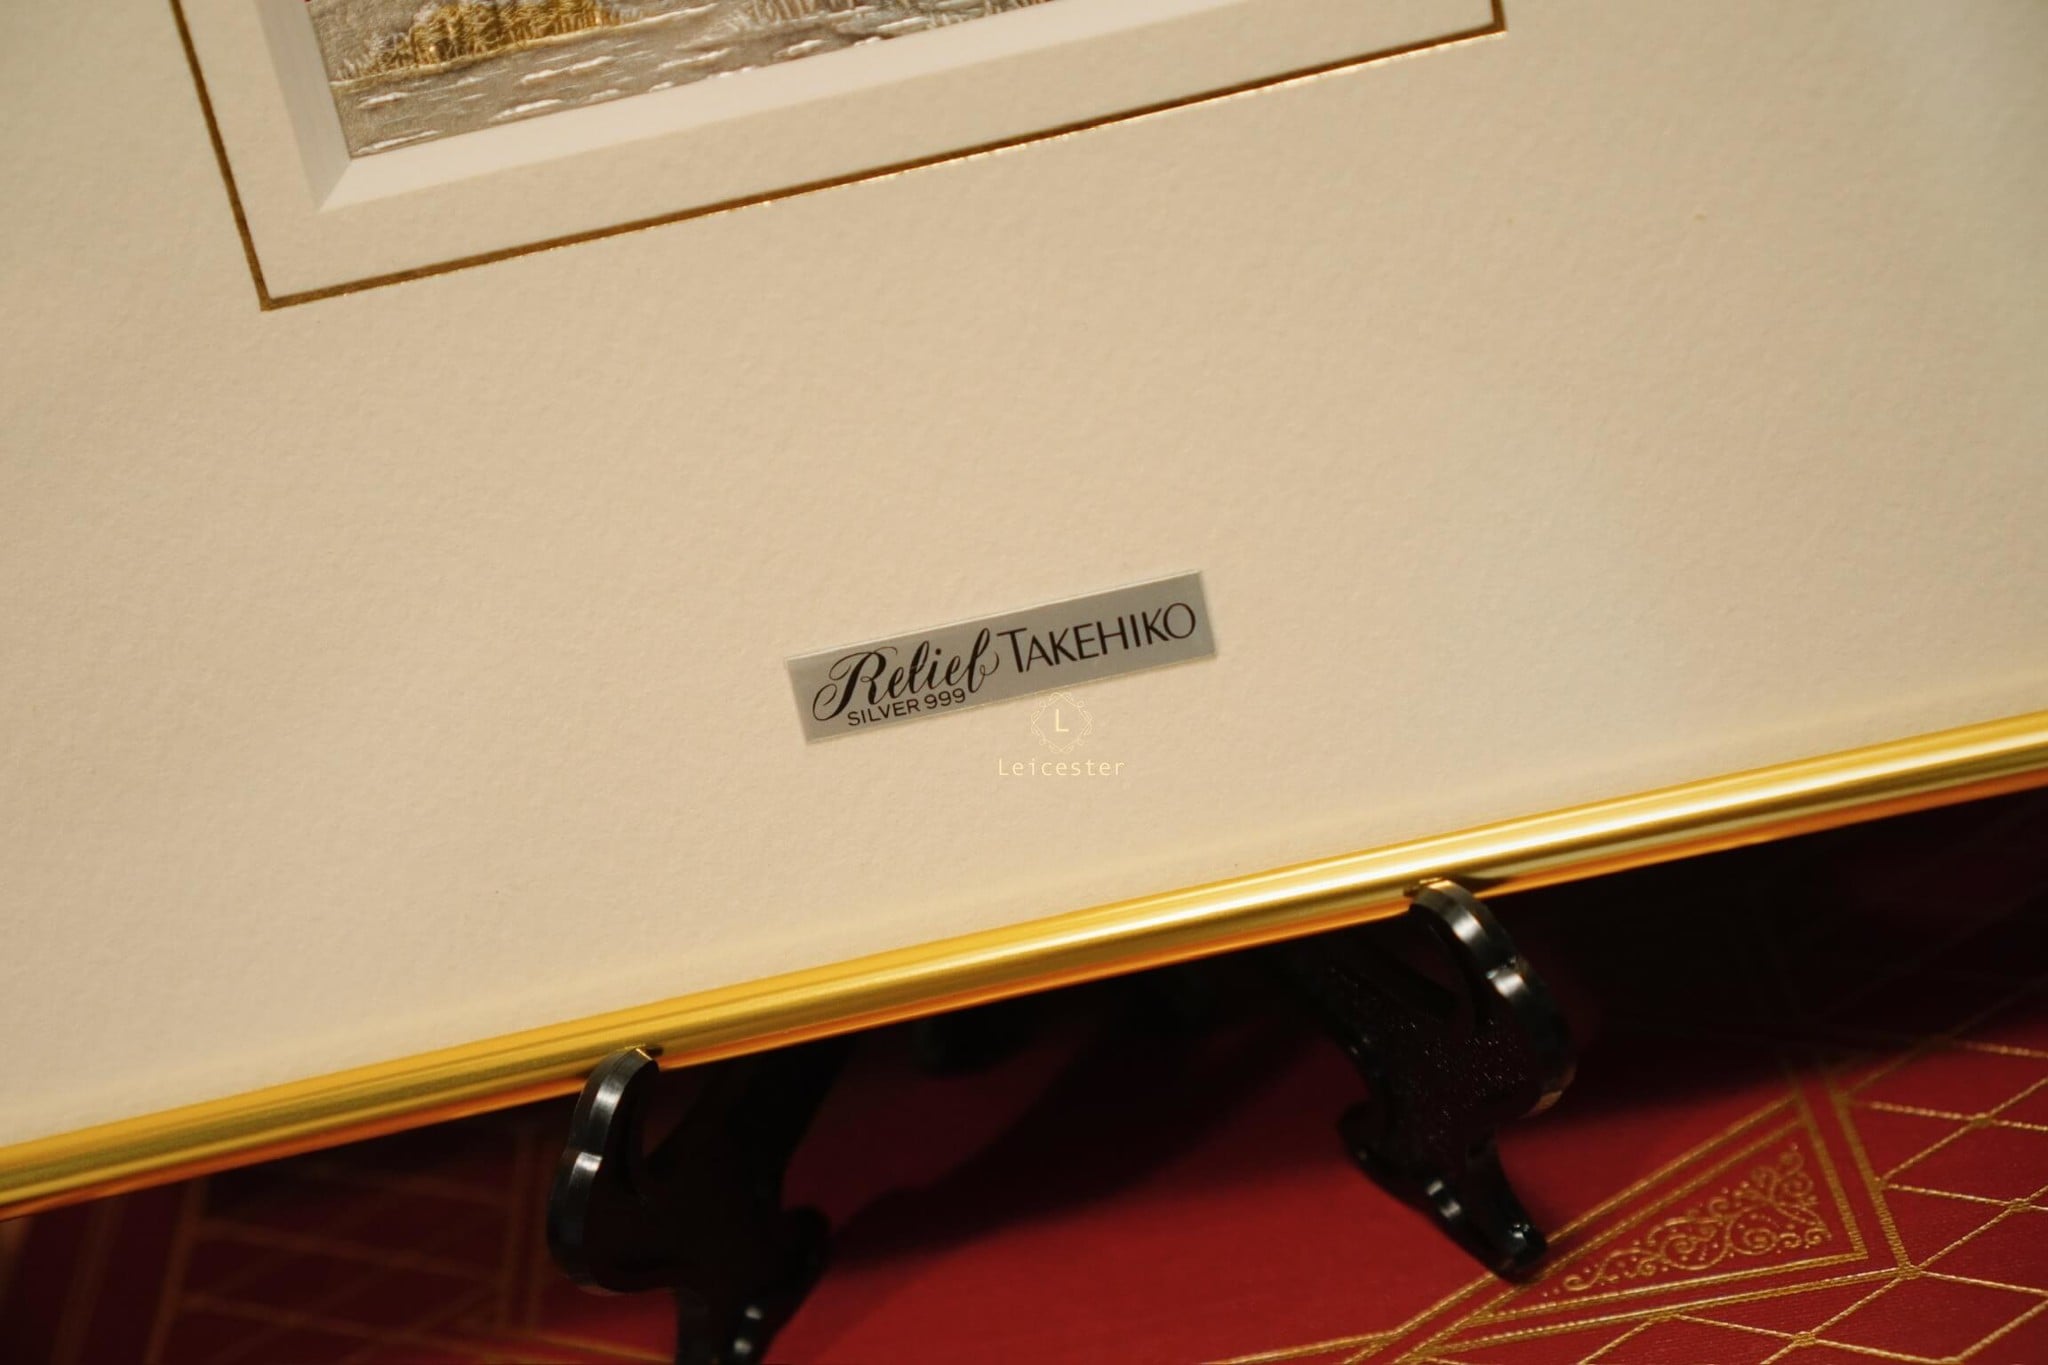 Relief TAKEHIKO
SILVER 999
L
Leicester